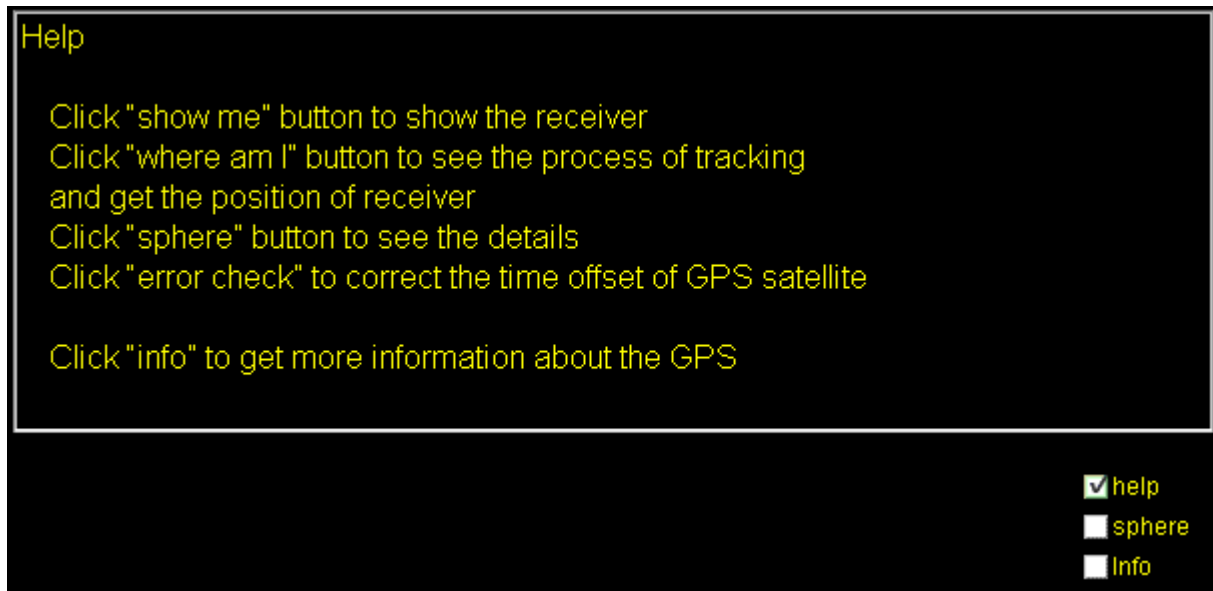 Help
Click "show me" button to show the receiver
Click "where am I" button to see the process of tracking
and get the position of receiver
Click "sphere" button to see the details
Click "error check" to correct the time offset of GPS satellite
Click "info" to get more information about the GPS
help
sphere
Info